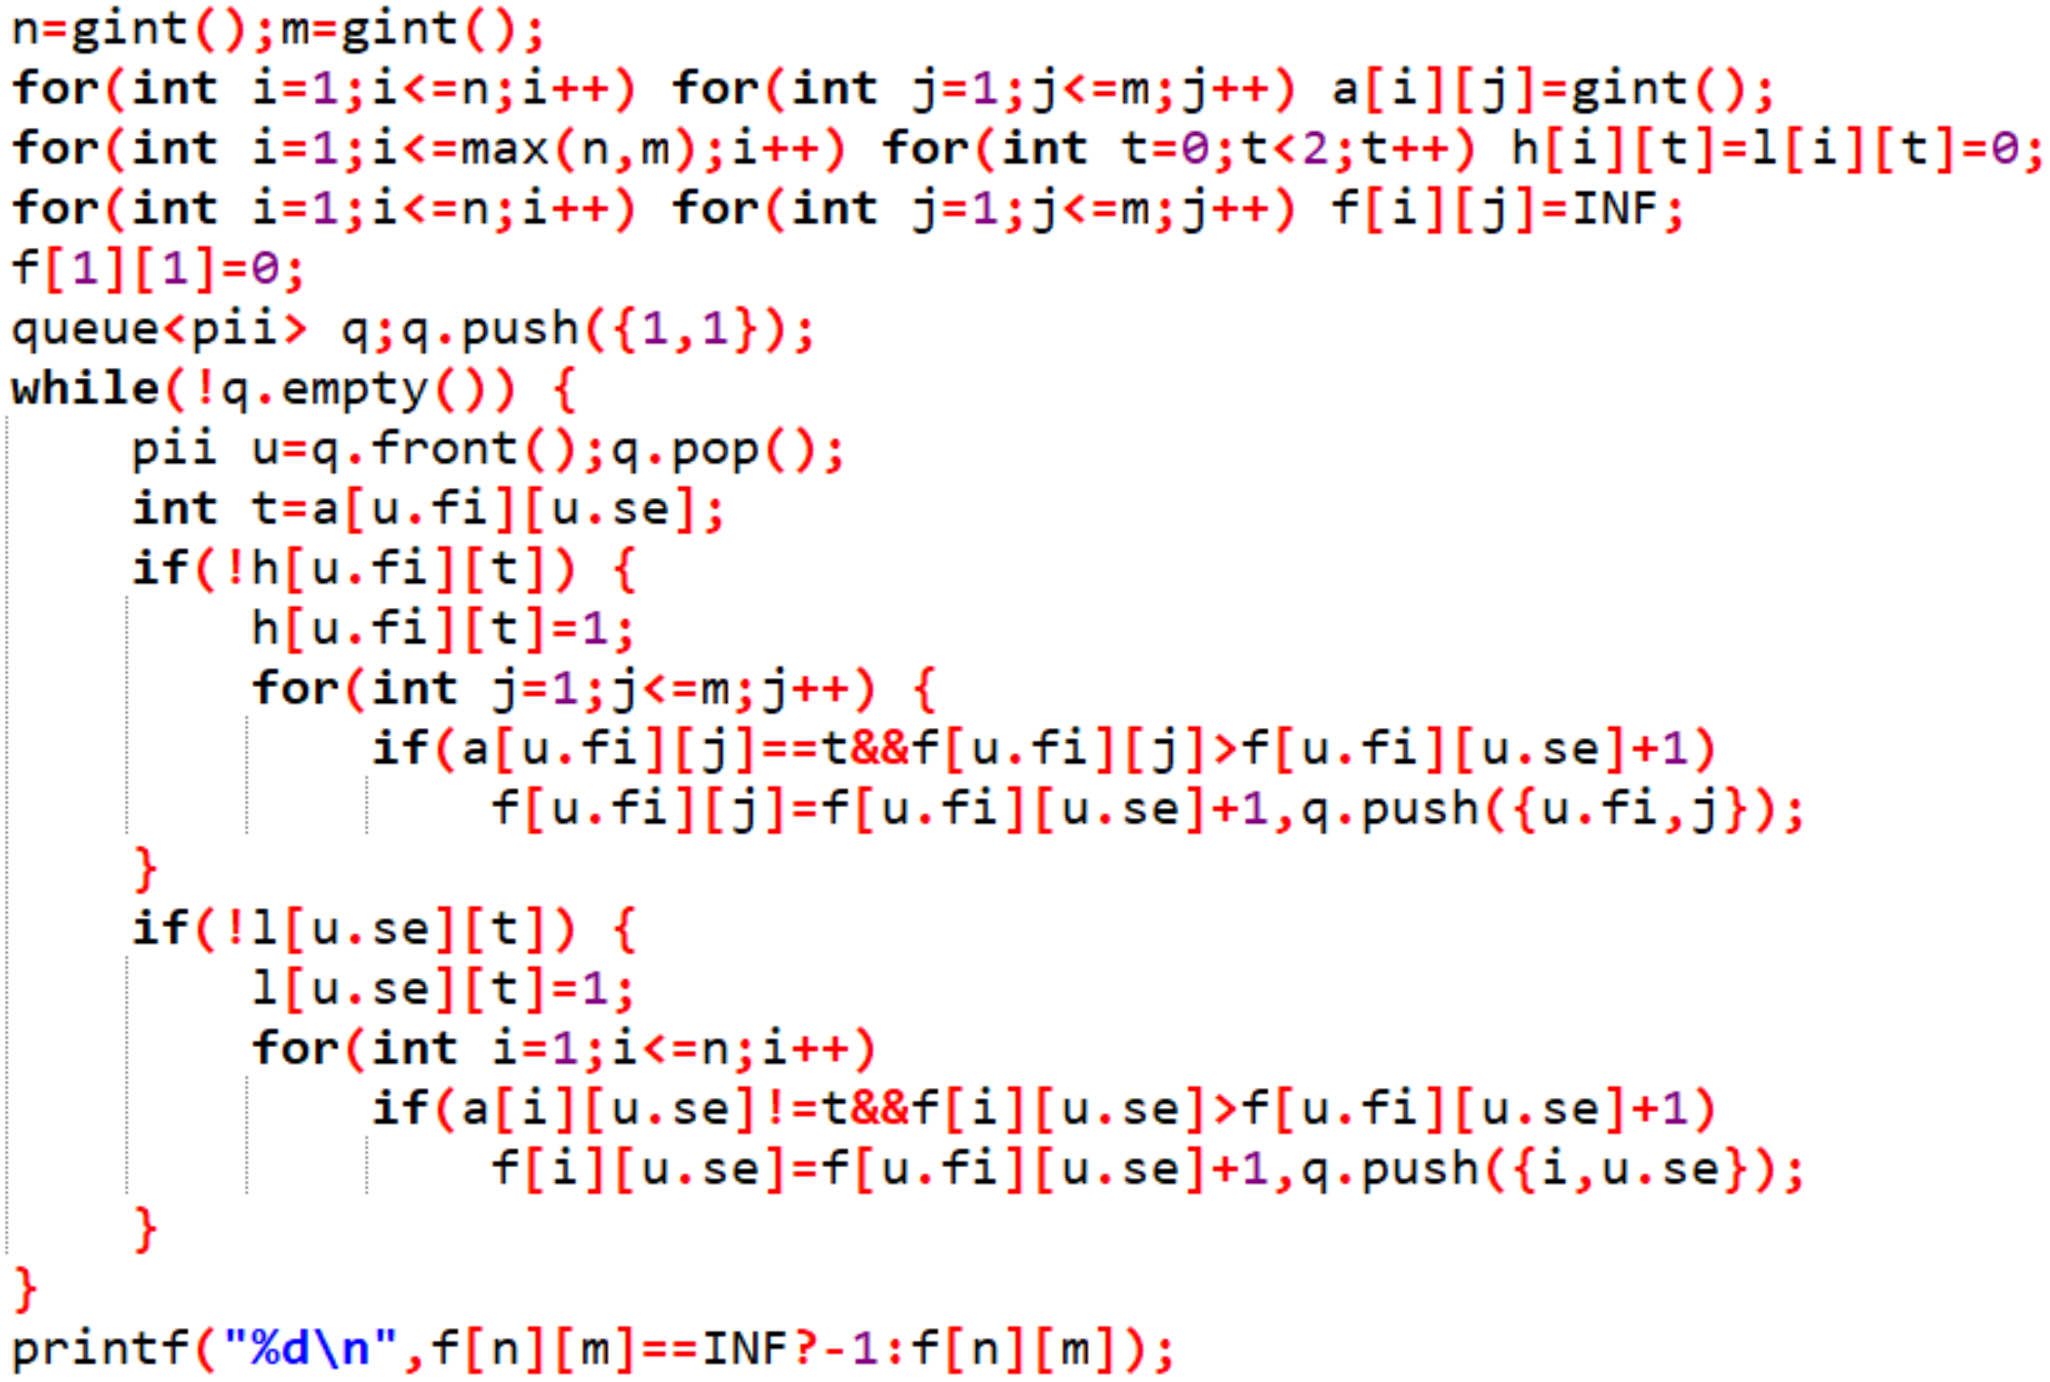 n=gint();m=gint();
for(int i=1;i<=n;i++) for(int j=1;j<=m;j++) a[i][j]=gint();
for(int i=1;i<=max(n,m);i++) for(int t=0;t<2;t++) h[i][t]=l[i][t]=0;
for(int i=1;i<=n;i++) for(int j=1;j<=m;j++) f[i][j]=INF;
f[1][1]=0;
queue<pii> q;q.push({1,1});
while(!q.empty()) {
    pii u=q.front();q.pop();
    int t=a[u.fi][u.se];
    if(!h[u.fi][t]) {
        h[u.fi][t]=1;
        for(int j=1;j<=m;j++) {
            if(a[u.fi][j]==t&&f[u.fi][j]>f[u.fi][u.se]+1)
                f[u.fi][j]=f[u.fi][u.se]+1,q.push({u.fi,j});
    }
    if(!l[u.se][t]) {
        l[u.se][t]=1;
        for(int i=1;i<=n;i++)
            if(a[i][u.se]!=t&&f[i][u.se]>f[u.fi][u.se]+1)
                f[i][u.se]=f[u.fi][u.se]+1,q.push({i,u.se});
    }
}
printf("%d\n",f[n][m]==INF?-1:f[n][m]);